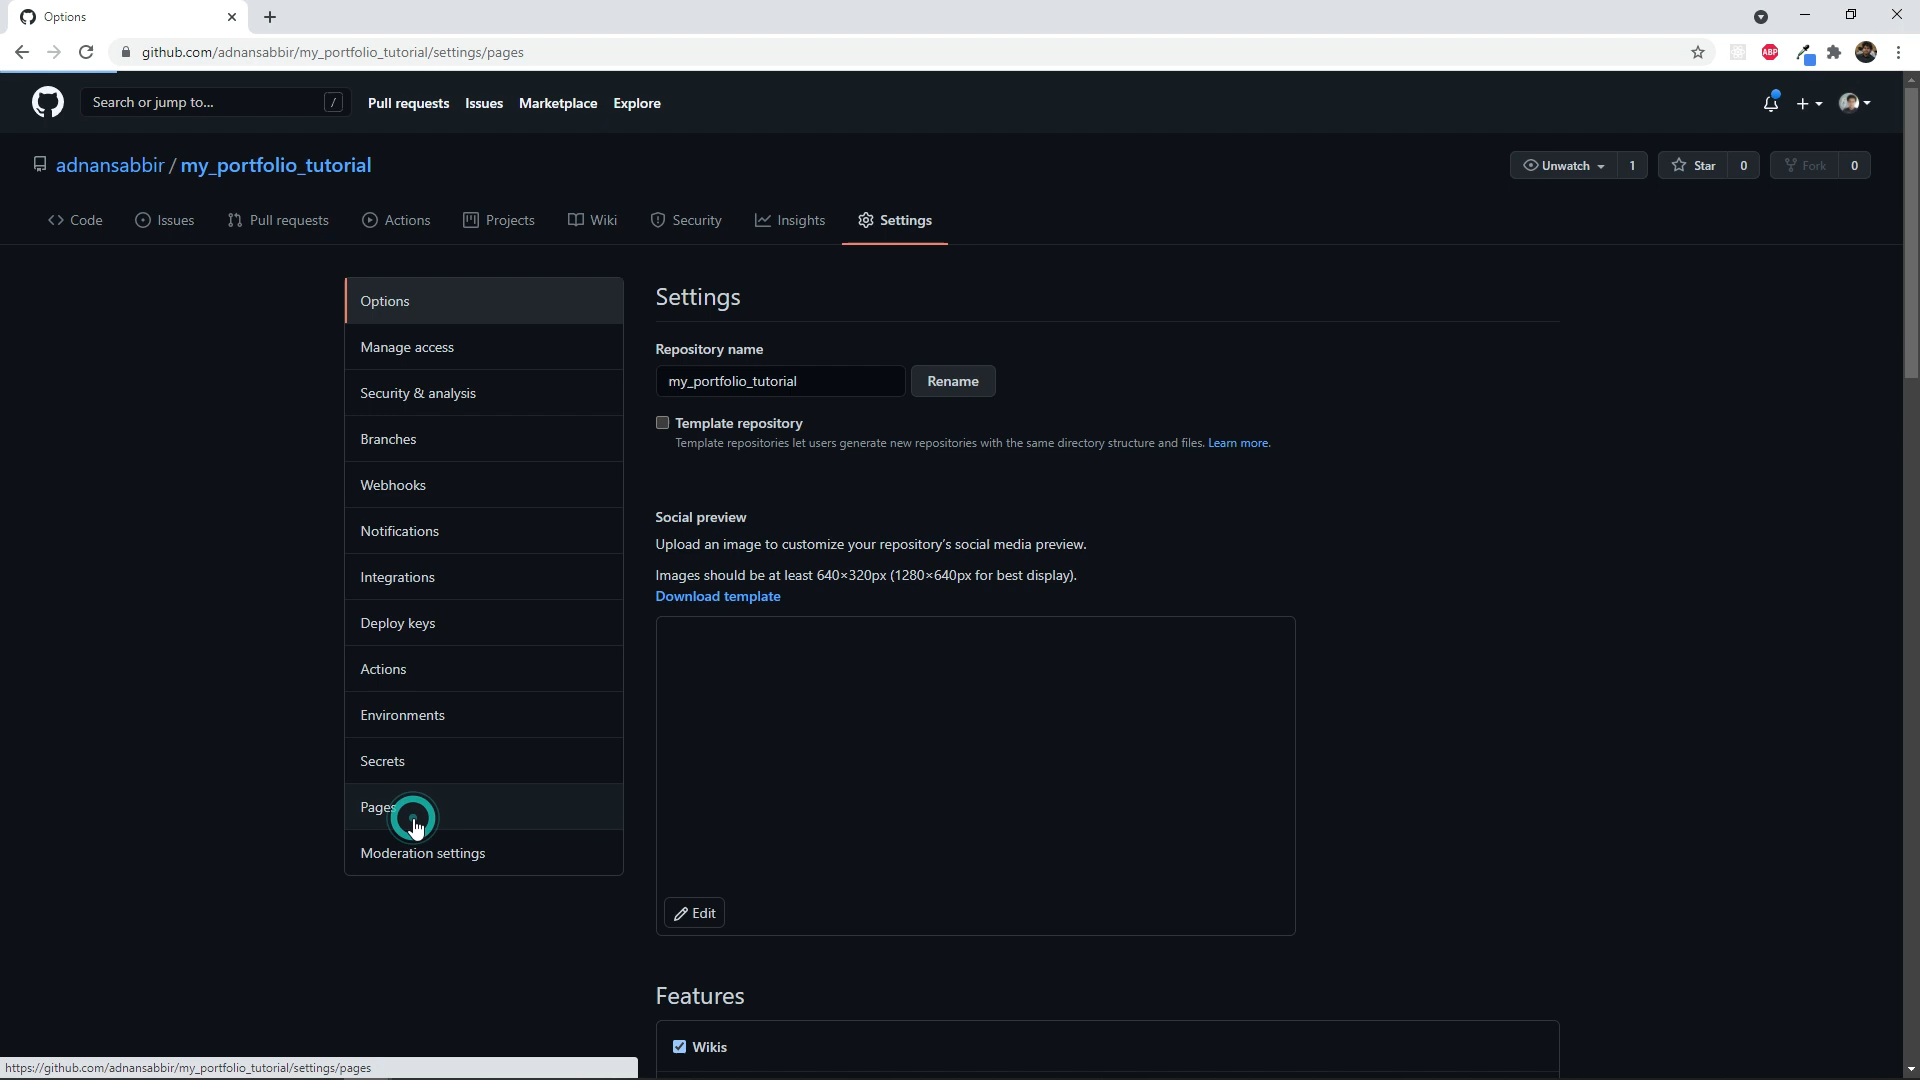 Options
github.com/adnansabbir/my_portfolio_tutorial/settings/pages
ABP
Search or jump to...
/
Pull requests
Issues
Marketplace
Explore
adnansabbir / my_portfolio_tutorial
Unwatch
1
Star
0
Fork
0
Code
Issues
Pull requests
Actions
Projects
Wiki
Security
Insights
Settings
Options
Manage access
Security & analysis
Branches
Webhooks
Notifications
Integrations
Deploy keys
Actions
Environments
Secrets
Pages
Moderation settings
Settings
Repository name
my_portfolio_tutorial
Rename
Template repository
Template repositories let users generate new repositories with the same directory structure and files. Learn more.
Social preview
Upload an image to customize your repository's social media preview.
Images should be at least 640×320px (1280×640px for best display).
Download template
Edit
Features
Wikis
https://github.com/adnansabbir/my_portfolio_tutorial/settings/pages